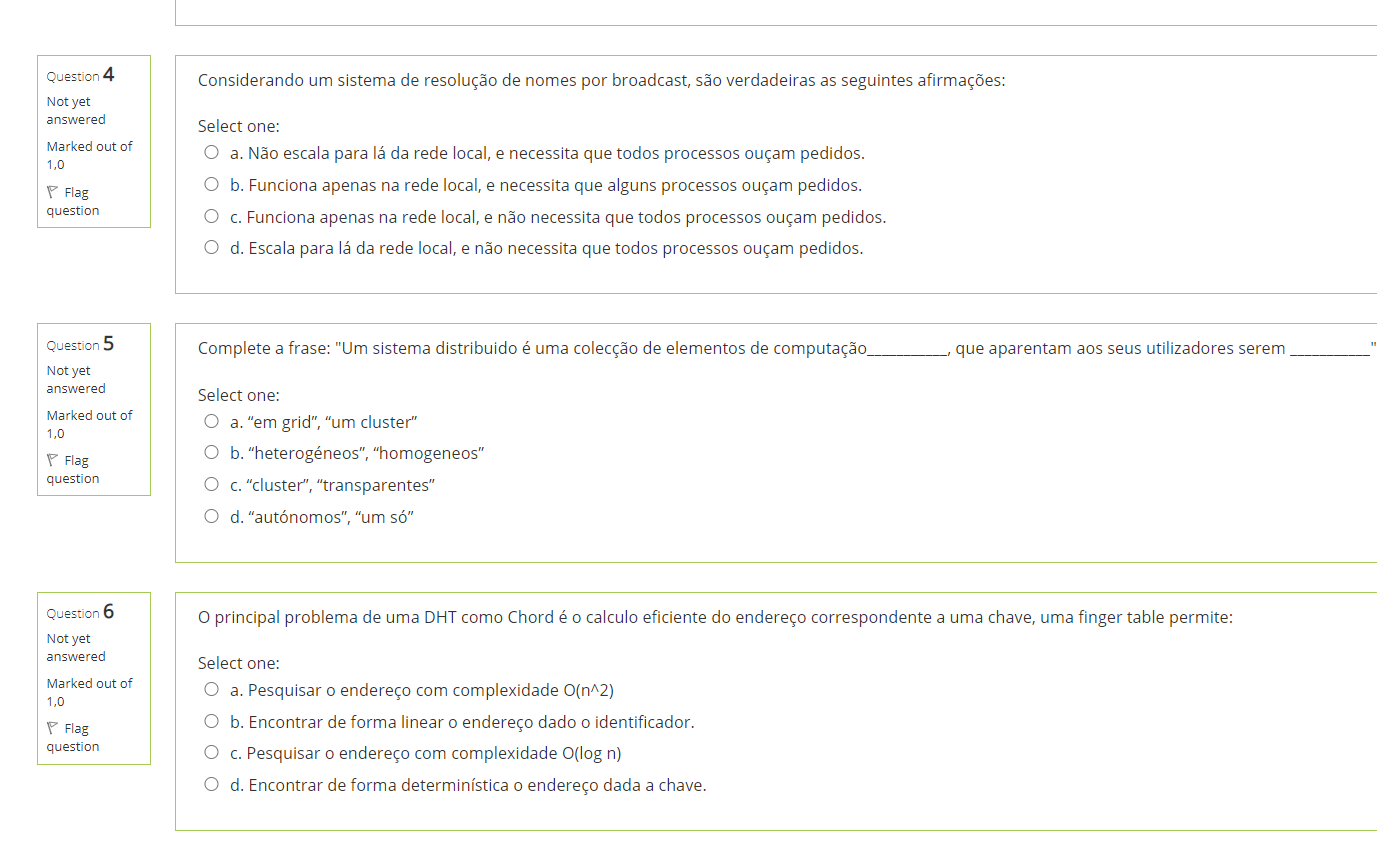 Question 4
Not yet
answered
Marked out of
1,0
Flag
question
Considerando um sistema de resolução de nomes por broadcast, são verdadeiras as seguintes afirmações:
Select one:
a. Não escala para lá da rede local, e necessita que todos processos ouçam pedidos.
b. Funciona apenas na rede local, e necessita que alguns processos ouçam pedidos.
c. Funciona apenas na rede local, e não necessita que todos processos ouçam pedidos.
d. Escala para lá da rede local, e não necessita que todos processos ouçam pedidos.
Question 5
Not yet
answered
Marked out of
1,0
Flag
question
Complete a frase: "Um sistema distribuido é uma colecção de elementos de computação___________, que aparentam aos seus utilizadores serem ___________"
Select one:
a. “em grid”, “um cluster”
b. “heterogéneos”, “homogeneos”
c. “cluster”, “transparentes”
d. “autónomos”, “um só”
Question 6
Not yet
answered
Marked out of
1,0
Flag
question
O principal problema de uma DHT como Chord é o calculo eficiente do endereço correspondente a uma chave, uma finger table permite:
Select one:
a. Pesquisar o endereço com complexidade O(n^2)
b. Encontrar de forma linear o endereço dado o identificador.
c. Pesquisar o endereço com complexidade O(log n)
d. Encontrar de forma determinística o endereço dada a chave.